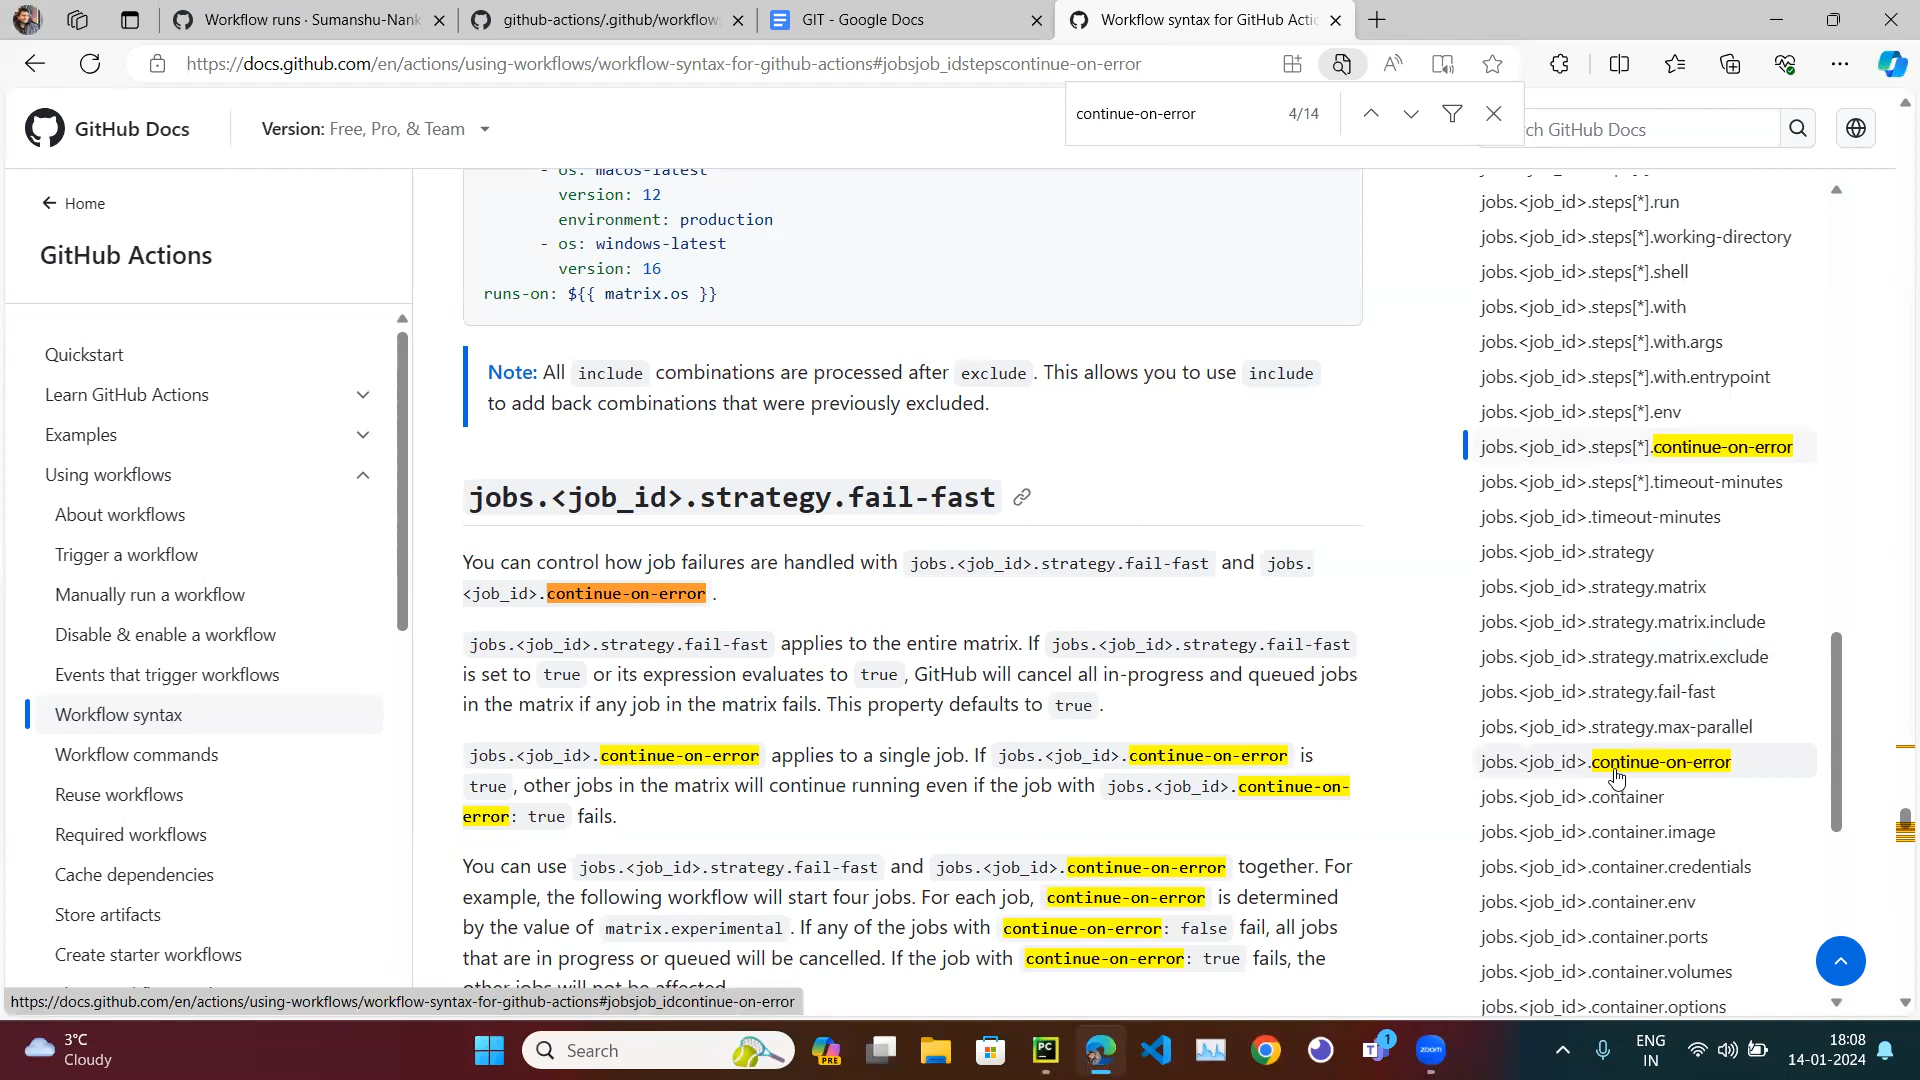 Workflow runs · Sumanshu-Nank
github-actions/.github/workflow
GIT - Google Docs
Workflow syntax for GitHub Actio
https://docs.github.com/en/actions/using-workflows/workflow-syntax-for-github-actions#jobsjob_idstepscontinue-on-error
continue-on-error
4/14
GitHub Docs
Version: Free, Pro, & Team
ch GitHub Docs
Home
GitHub Actions
Quickstart
Learn GitHub Actions
Examples
Using workflows
About workflows
Trigger a workflow
Manually run a workflow
Disable & enable a workflow
Events that trigger workflows
Workflow syntax
Workflow commands
Reuse workflows
Required workflows
Cache dependencies
Store artifacts
Create starter workflows
- os: macos-latest
version: 12
environment: production
- os: windows-latest
version: 16
runs-on: ${{ matrix.os }}
Note: All include combinations are processed after exclude. This allows you to use include
to add back combinations that were previously excluded.
jobs.<job_id>.strategy.fail-fast
You can control how job failures are handled with jobs.<job_id>.strategy.fail-fast and jobs.
<job_id>.continue-on-error .
jobs.<job_id>.strategy.fail-fast applies to the entire matrix. If jobs.<job_id>.strategy.fail-fast
is set to true or its expression evaluates to true , GitHub will cancel all in-progress and queued jobs
in the matrix if any job in the matrix fails. This property defaults to true .
jobs.<job_id>.continue-on-error applies to a single job. If jobs.<job_id>.continue-on-error is
true , other jobs in the matrix will continue running even if the job with jobs.<job_id>.continue-on-
error: true fails.
You can use jobs.<job_id>.strategy.fail-fast and jobs.<job_id>.continue-on-error together. For
example, the following workflow will start four jobs. For each job, continue-on-error is determined
by the value of matrix.experimental . If any of the jobs with continue-on-error: false fail, all jobs
that are in progress or queued will be cancelled. If the job with continue-on-error: true fails, the
other jobs will not be affected.
jobs.<job_id>.steps[*].run
jobs.<job_id>.steps[*].working-directory
jobs.<job_id>.steps[*].shell
jobs.<job_id>.steps[*].with
jobs.<job_id>.steps[*].with.args
jobs.<job_id>.steps[*].with.entrypoint
jobs.<job_id>.steps[*].env
jobs.<job_id>.steps[*].continue-on-error
jobs.<job_id>.steps[*].timeout-minutes
jobs.<job_id>.timeout-minutes
jobs.<job_id>.strategy
jobs.<job_id>.strategy.matrix
jobs.<job_id>.strategy.matrix.include
jobs.<job_id>.strategy.matrix.exclude
jobs.<job_id>.strategy.fail-fast
jobs.<job_id>.strategy.max-parallel
jobs.<job_id>.continue-on-error
jobs.<job_id>.container
jobs.<job_id>.container.image
jobs.<job_id>.container.credentials
jobs.<job_id>.container.env
jobs.<job_id>.container.ports
jobs.<job_id>.container.volumes
jobs.<job_id>.container.options
https://docs.github.com/en/actions/using-workflows/workflow-syntax-for-github-actions#jobsjob_idcontinue-on-error
3°C
Cloudy
Search
PRE
PC
1
zoom
ENG
IN
18:08
14-01-2024